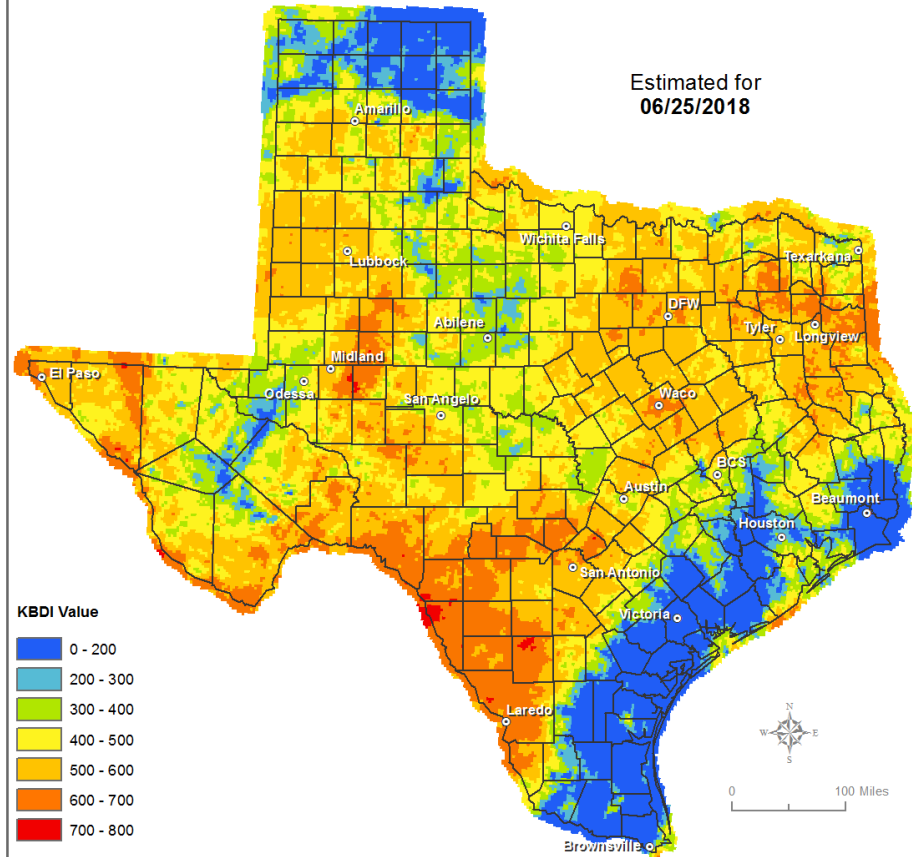 Estimated for
06/25/2018
Amarillo
Wichita Falls
Lubbock
Texarkana
DFW
Abilene
Tyler
Longview
Midland
El Paso
Odessa
San Angelo
Waco
BCS
Austin
Beaumont
Houston
San Antonio
Victoria
KBDI Value
0 - 200
200 - 300
300 - 400
400 - 500
500 - 600
600 - 700
700 - 800
Laredo
N
W
E
S
0
100 Miles
Brownsville